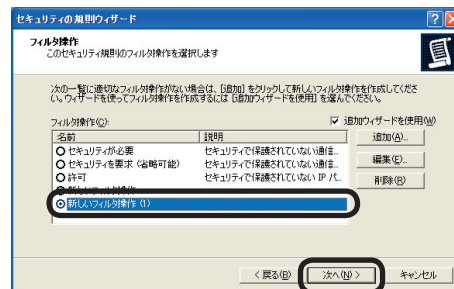 セキュリティの規則ウィザード
フィルタ操作
このセキュリティ規則のフィルタ操作を選択します
次の一覧に適切なフィルタ操作がない場合は、[追加] をクリックして新しいフィルタ操作を作成してくださ
い。ウィザードを使ってフィルタ操作を作成するには [追加ウィザードを使用] を選んでください。
フィルタ操作(C): 追加ウィザードを使用(W)
名前 説明 追加(A)...
セキュリティが必要 セキュリティで保護されていない通信...
セキュリティを要求 (省略可能) セキュリティで保護されていない通信... 編集(E)...
許可 セキュリティで保護されていない IP パ...
新しいフィルタ操作 削除(R)
新しいフィルタ操作 (1)
< 戻る(B) 次へ(N) > キャンセル